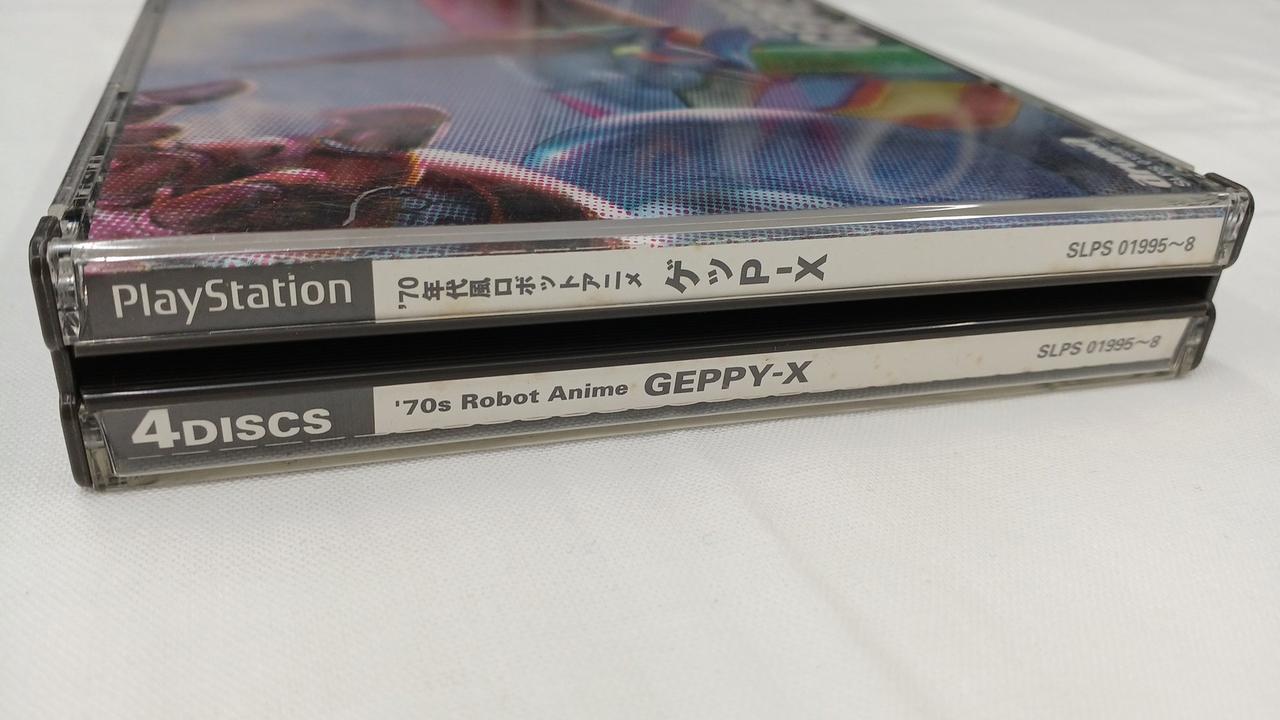 PlayStation '70年代風ロボットアニメ ゲッP-X SLPS 01995～8
4DISCS '70s Robot Anime GEPPY-X SLPS 01995～8